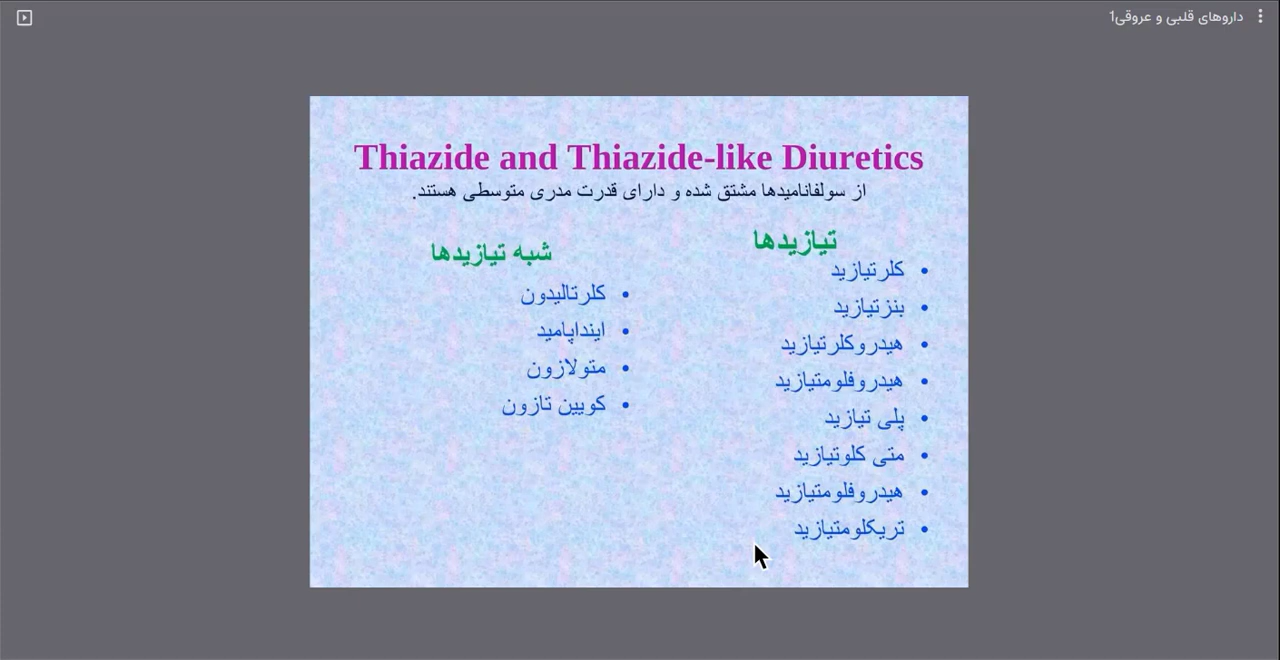 داروهای قلبی و عروقی1
Thiazide and Thiazide-like Diuretics
از سولفانامیدها مشتق شده و دارای قدرت مدری متوسطی هستند.
تیازیدها
• کلرتیازید
• بنزتیازید
• هیدروکلرتیازید
• هیدروفلومتیازید
• پلی تیازید
• متی کلوتیازید
• هیدروفلومتیازید
• تریکلومتیازید
شبه تیازیدها
• کلرتالیدون
• اینداپامید
• متولازون
• کویین تازون